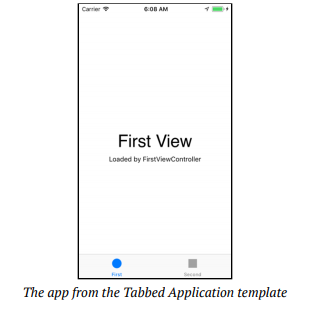 Carrier 6:08 AM
First View
Loaded by FirstViewController
First Second
The app from the Tabbed Application template